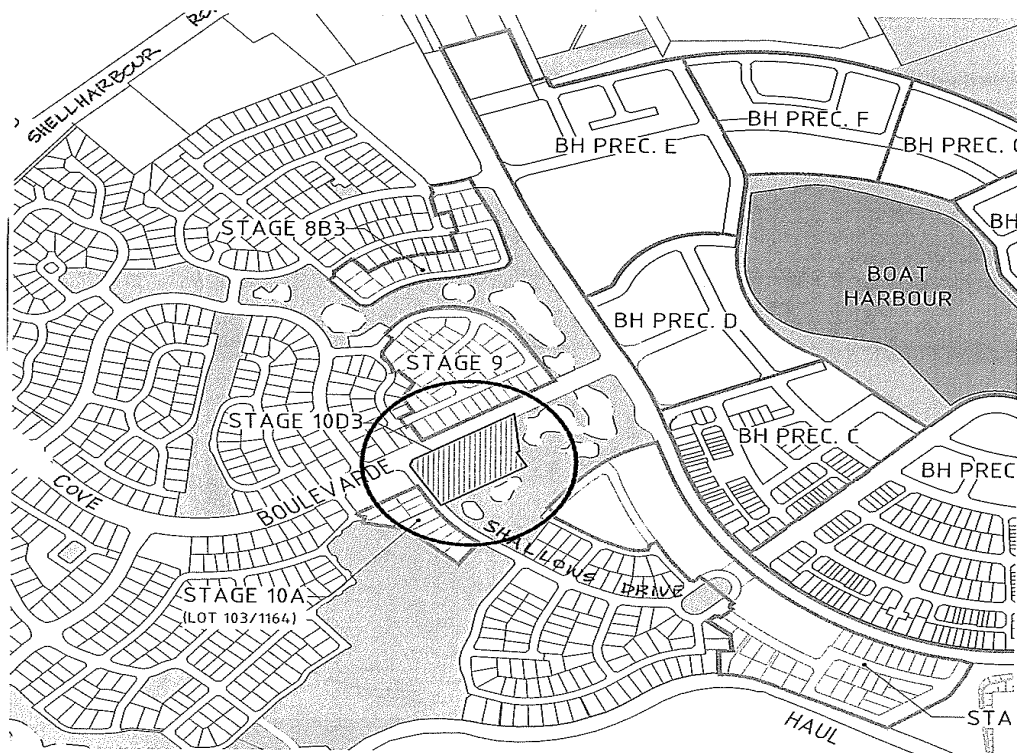 SHELLHARBOUR
BH PREC. F
BH PREC. E
BH PREC.
STAGE 8B3
BH
BOAT
HARBOUR
BH PREC. D
STAGE 9
STAGE 10D3
BH PREC. C
BH PREC
BOULEVARDE
COVE
SHALLOWS DRIVE
STAGE 10A
(LOT 103/1164)
STA
HAUL